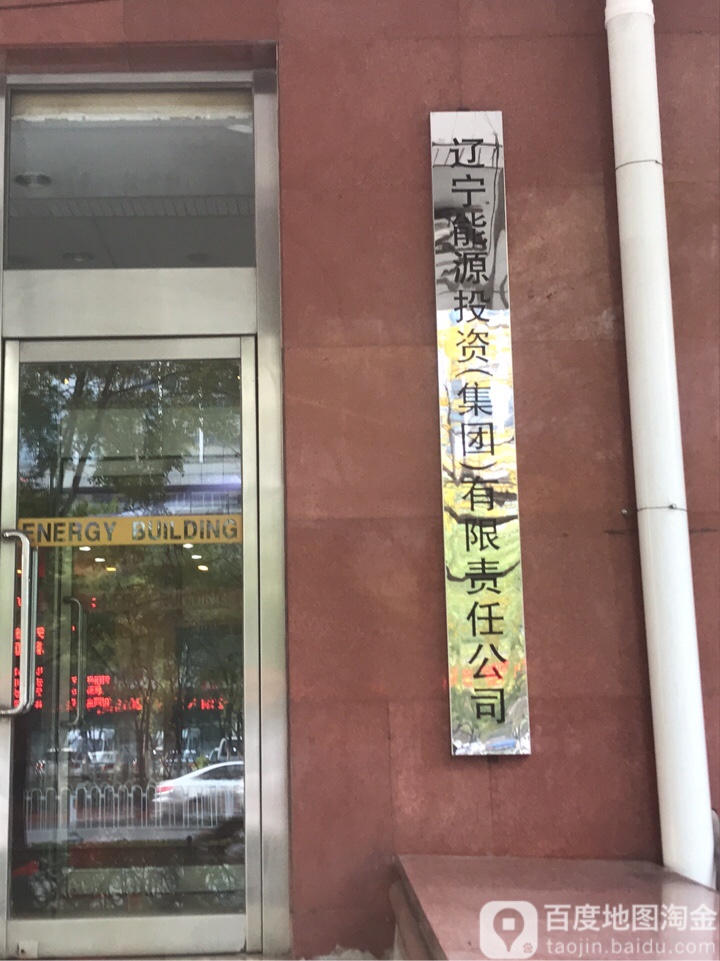 辽宁能源投资(集团)有限责任公司
ENERGY BUILDING
百度地图淘金
taojin.baidu.com